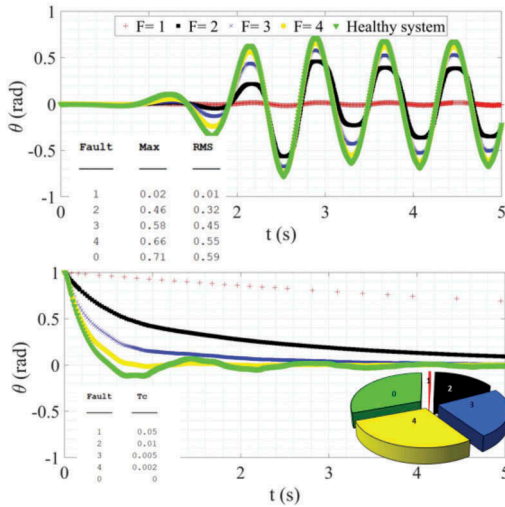 F= 1 F= 2 F= 3 F= 4 Healthy system
1
0.5
0
-0.5
-1
θ (rad)
Fault Max RMS
1 0.02 0.01
2 0.46 0.32
3 0.58 0.45
4 0.66 0.55
0 0.71 0.59
0 2 3 4 5
t (s)
1
0.5
0
-0.5
-1
θ (rad)
Fault Tc
1 0.05
2 0.01
3 0.005
4 0.002
0 0
1
2
0
3
4
0 1 2 3 4 5
t (s)